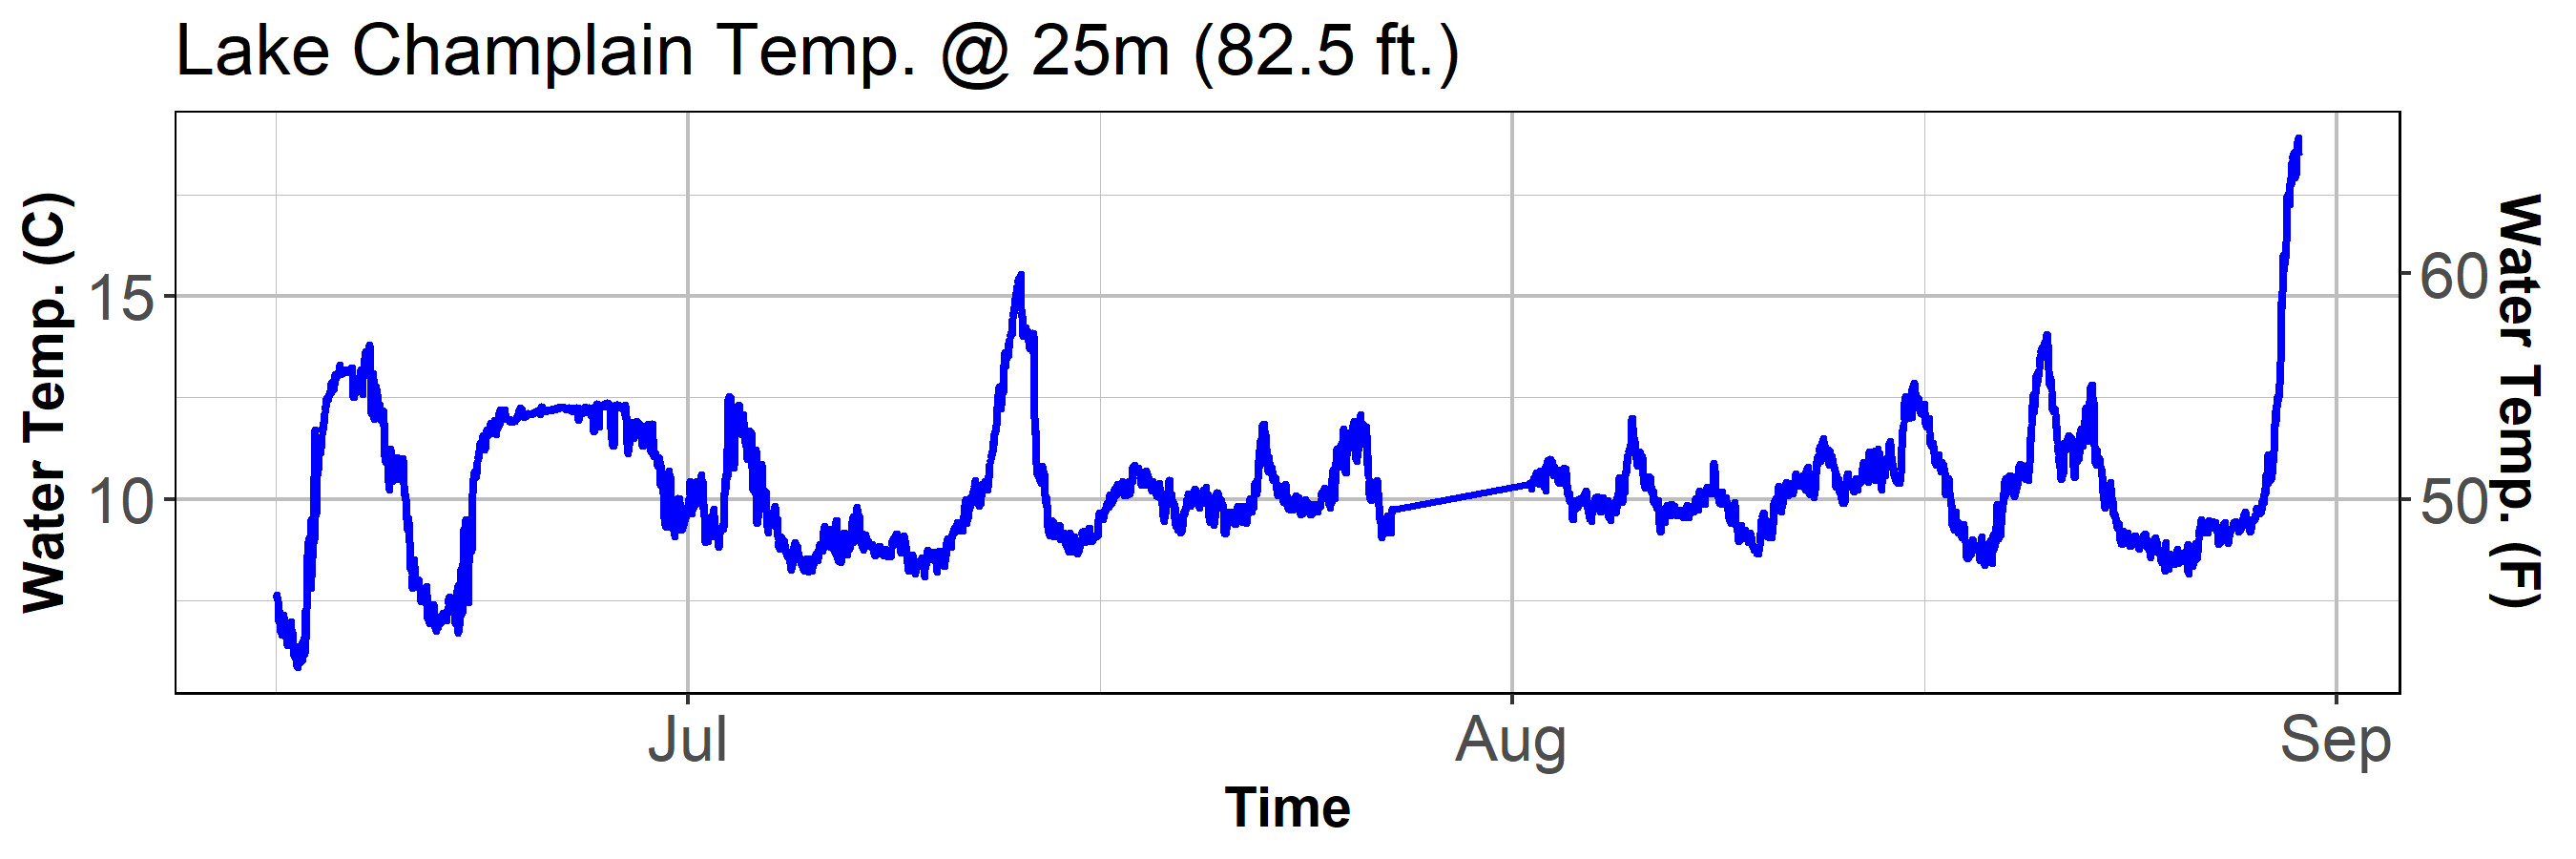 Lake Champlain Temp. @ 25m (82.5 ft.)
Water Temp. (C)
15
10
60
50
Water Temp. (F)
Jul
Aug
Sep
Time